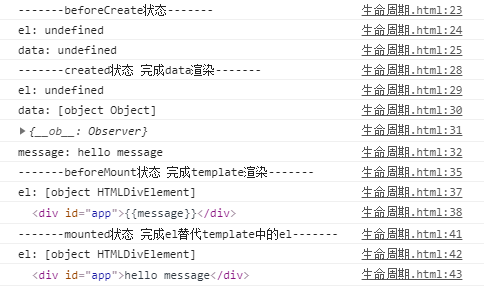 -------beforeCreate状态------- 生命周期.html:23
el: undefined 生命周期.html:24
data: undefined 生命周期.html:25
-------created状态 完成data渲染------- 生命周期.html:28
el: undefined 生命周期.html:29
data: [object Object] 生命周期.html:30
{__ob__: Observer} 生命周期.html:31
message: hello message 生命周期.html:32
-------beforeMount状态 完成template渲染------- 生命周期.html:35
el: [object HTMLDivElement] 生命周期.html:37
<div id="app">{{message}}</div> 生命周期.html:38
-------mounted状态 完成el替代template中的el------- 生命周期.html:41
el: [object HTMLDivElement] 生命周期.html:42
<div id="app">hello message</div> 生命周期.html:43